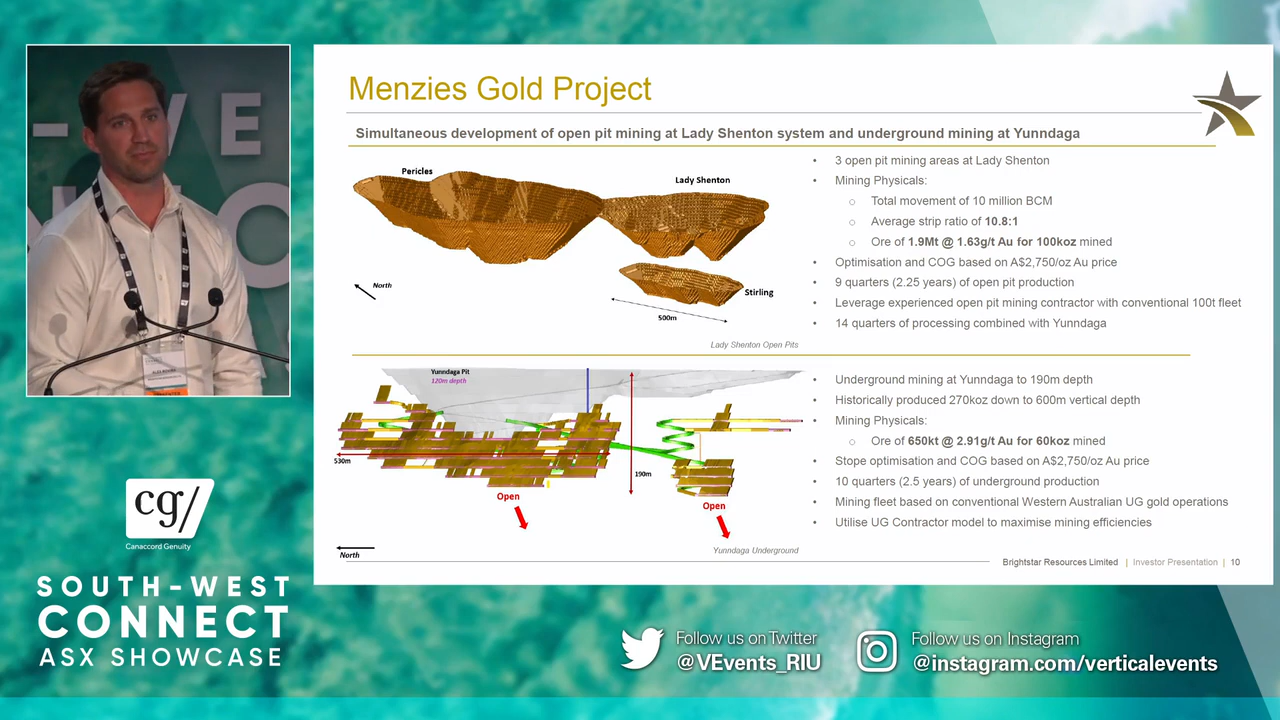 Menzies Gold Project
Simultaneous development of open pit mining at Lady Shenton system and underground mining at Yunndaga
Pericles
Lady Shenton
North
Stirling
500m
Lady Shenton Open Pits
• 3 open pit mining areas at Lady Shenton
• Mining Physicals:
o Total movement of 10 million BCM
o Average strip ratio of 10.8:1
o Ore of 1.9Mt @ 1.63g/t Au for 100koz mined
• Optimisation and COG based on A$2,750/oz Au price
• 9 quarters (2.25 years) of open pit production
• Leverage experienced open pit mining contractor with conventional 100t fleet
• 14 quarters of processing combined with Yunndaga
Yunndaga Pit
120m depth
530m
190m
Open
Open
North
Yunndaga Underground
• Underground mining at Yunndaga to 190m depth
• Historically produced 270koz down to 600m vertical depth
• Mining Physicals:
o Ore of 650kt @ 2.91g/t Au for 60koz mined
• Stope optimisation and COG based on A$2,750/oz Au price
• 10 quarters (2.5 years) of underground production
• Mining fleet based on conventional Western Australian UG gold operations
• Utilise UG Contractor model to maximise mining efficiencies
Brightstar Resources Limited | Investor Presentation | 10
cg/
Canaccord Genuity
SOUTH-WEST
CONNECT
ASX SHOWCASE
Follow us on Twitter
@VEvents_RIU
Follow us on Instagram
@instagram.com/verticalevents